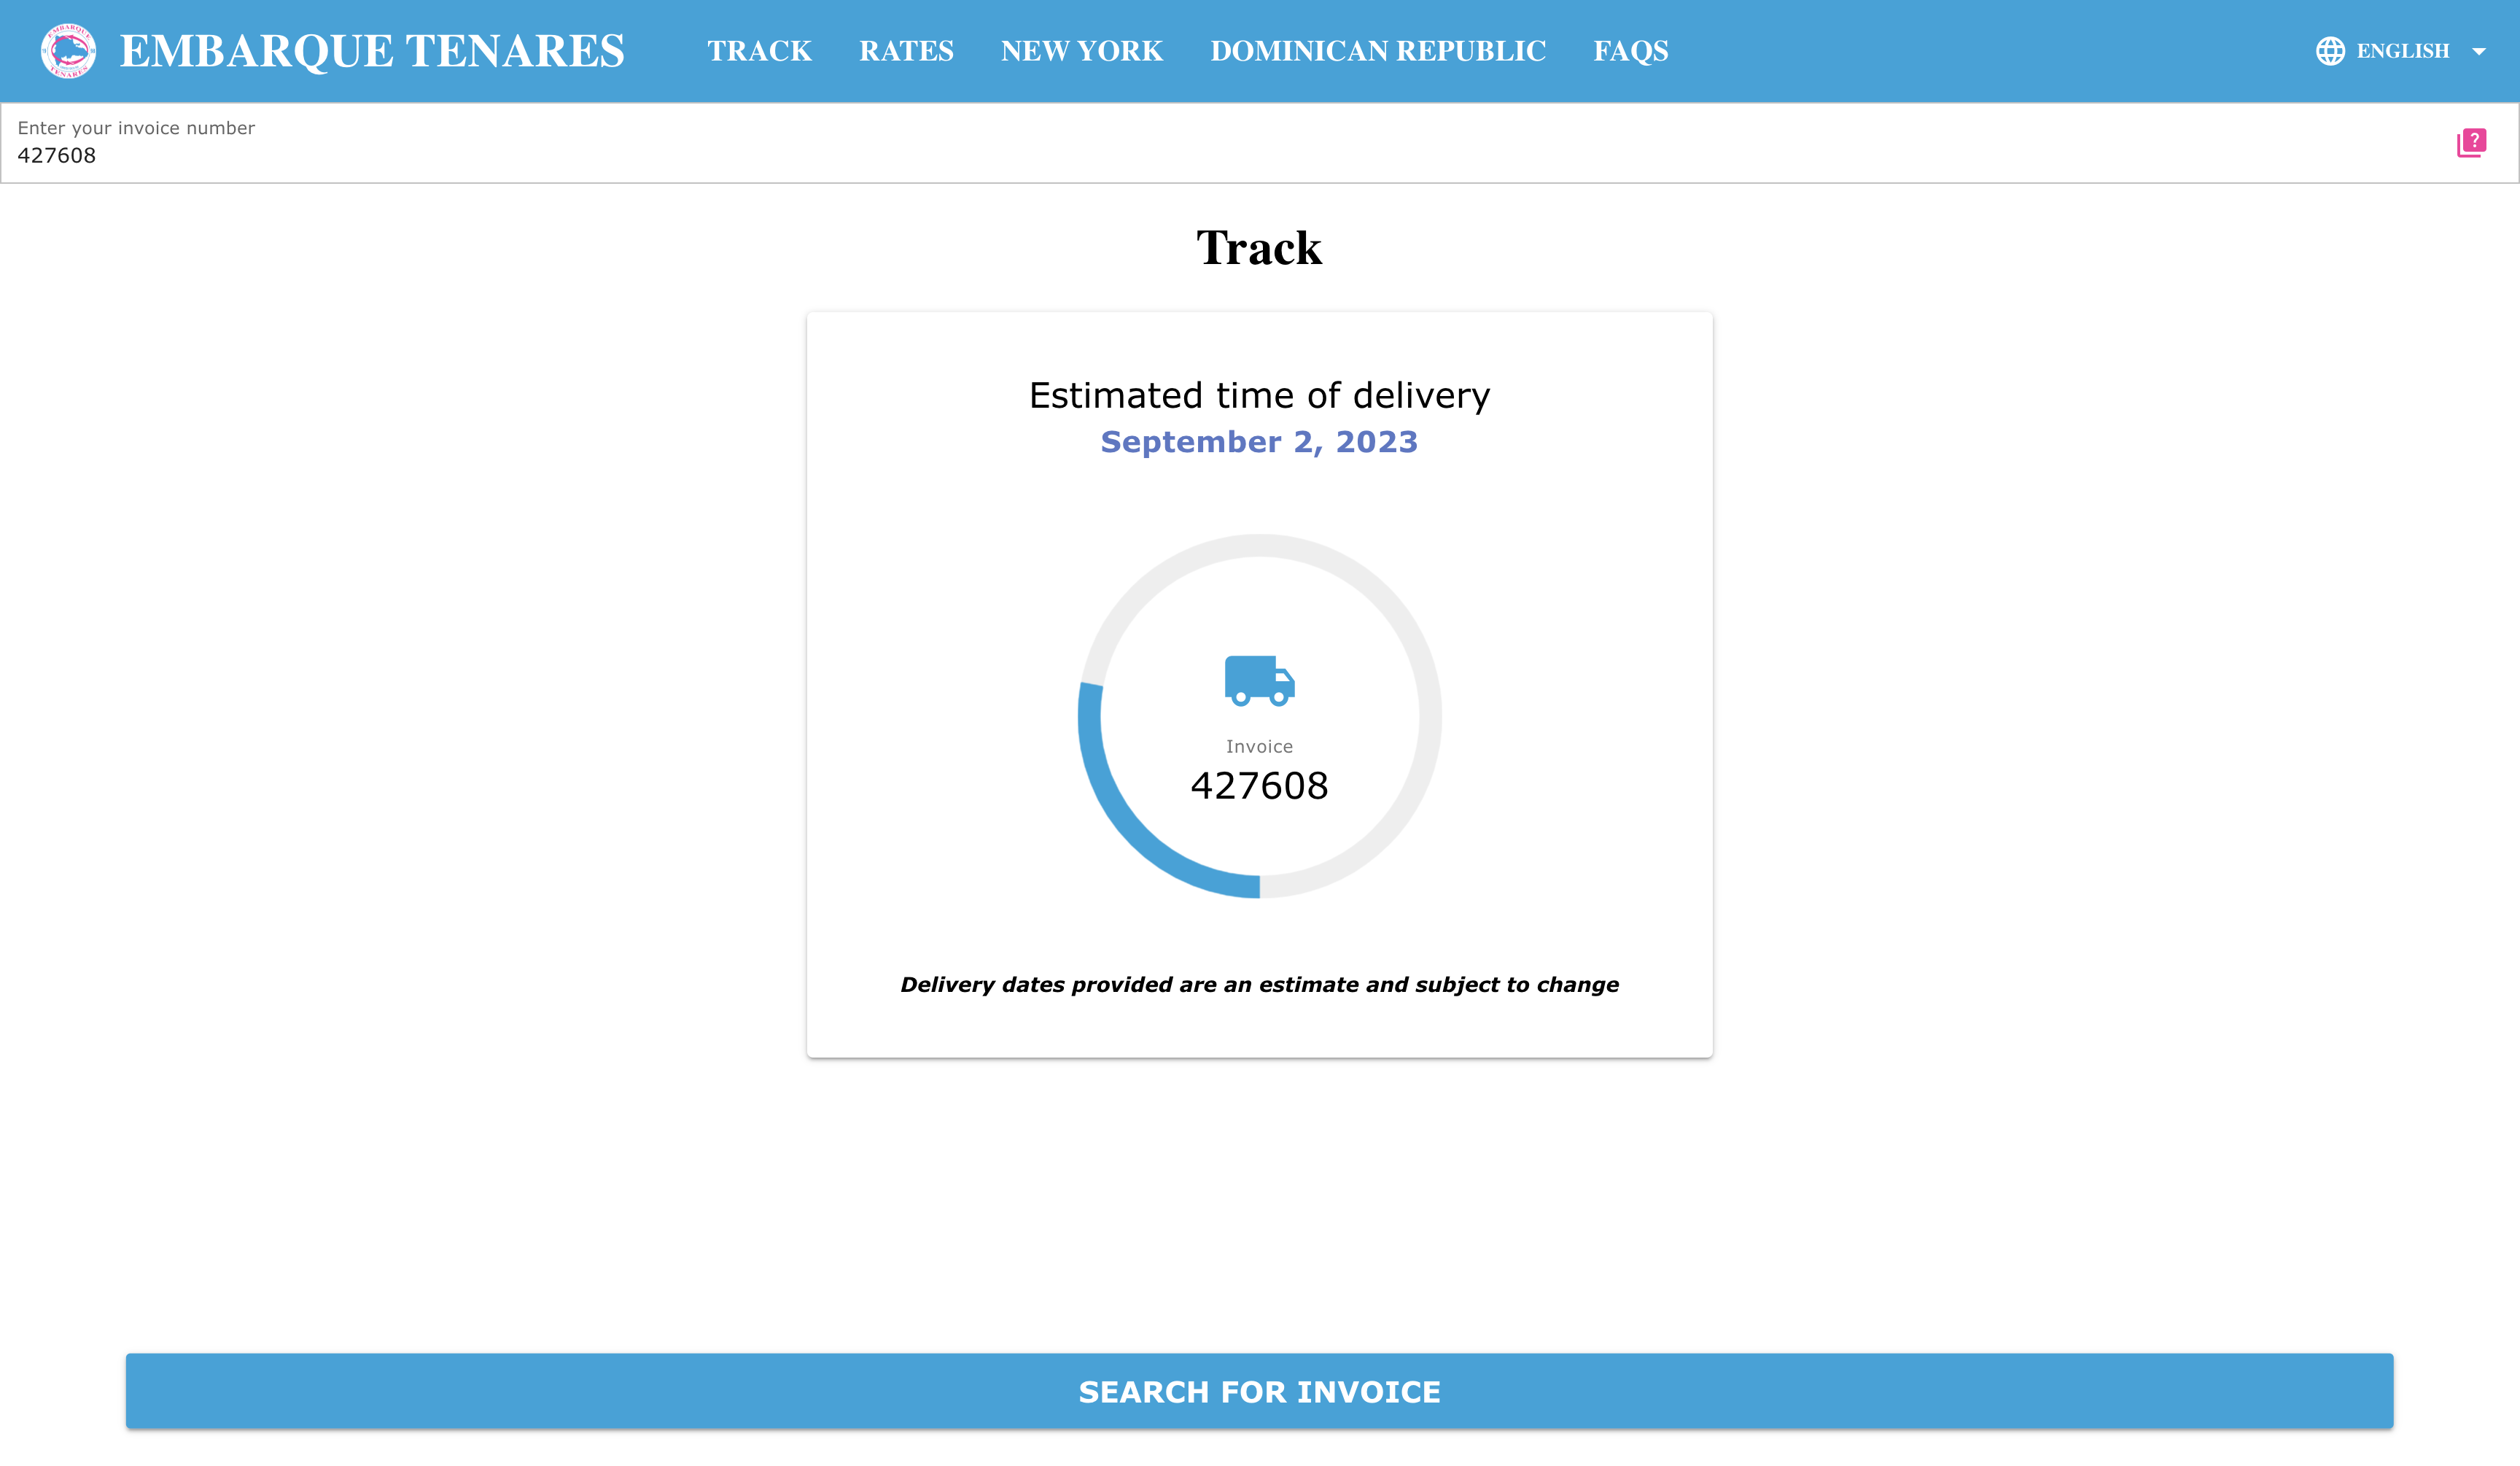 EMBARQUE
TENARES
EMBARQUE TENARES
TRACK
RATES
NEW YORK
DOMINICAN REPUBLIC
FAQS
ENGLISH
Enter your invoice number
427608
?
Track
Estimated time of delivery
September 2, 2023
Invoice
427608
Delivery dates provided are an estimate and subject to change
SEARCH FOR INVOICE